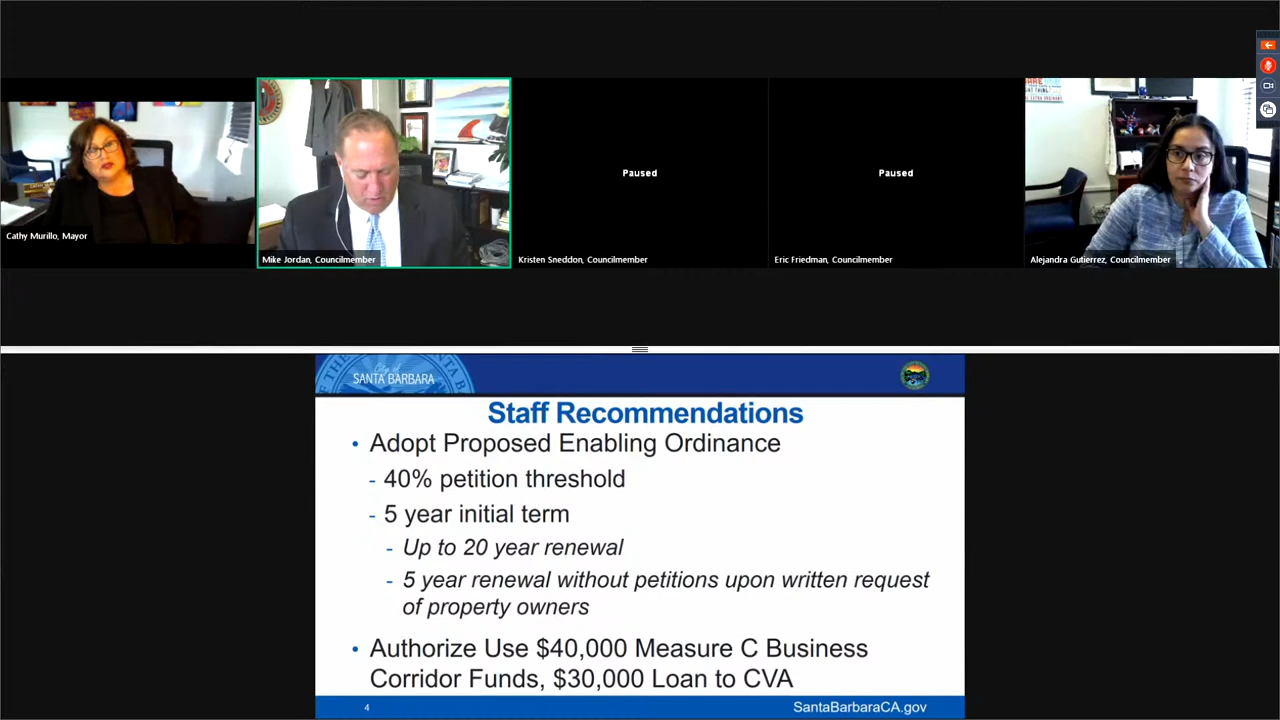 Paused
Paused
Cathy Murillo, Mayor
Mike Jordan, Councilmember
Kristen Sneddon, Councilmember
Eric Friedman, Councilmember
Alejandra Gutierrez, Councilmember
City of
SANTA BARBARA
Staff Recommendations
• Adopt Proposed Enabling Ordinance
- 40% petition threshold
- 5 year initial term
- Up to 20 year renewal
- 5 year renewal without petitions upon written request
of property owners
• Authorize Use $40,000 Measure C Business
Corridor Funds, $30,000 Loan to CVA
4
SantaBarbaraCA.gov